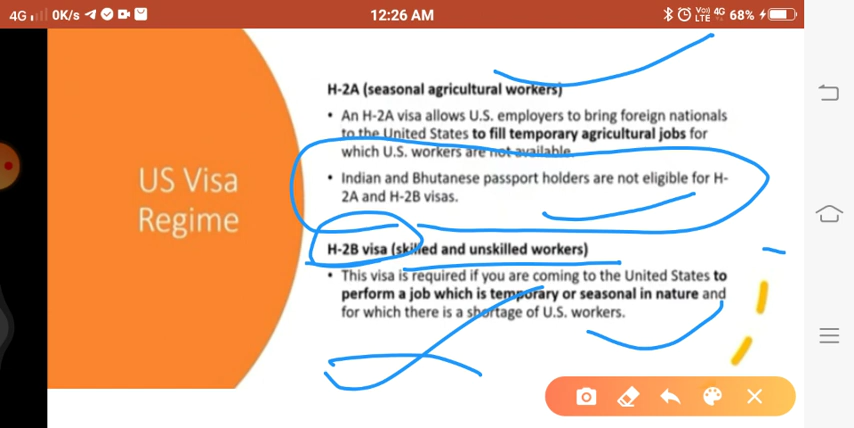 4G 0K/s 12:26 AM Vo) LTE 4G 68%
H-2A (seasonal agricultural workers)
• An H-2A visa allows U.S. employers to bring foreign nationals
to the United States to fill temporary agricultural jobs for
which U.S. workers are not available.
• Indian and Bhutanese passport holders are not eligible for H-
2A and H-2B visas.
US Visa
Regime
H-2B visa (skilled and unskilled workers)
• This visa is required if you are coming to the United States to
perform a job which is temporary or seasonal in nature and
for which there is a shortage of U.S. workers.